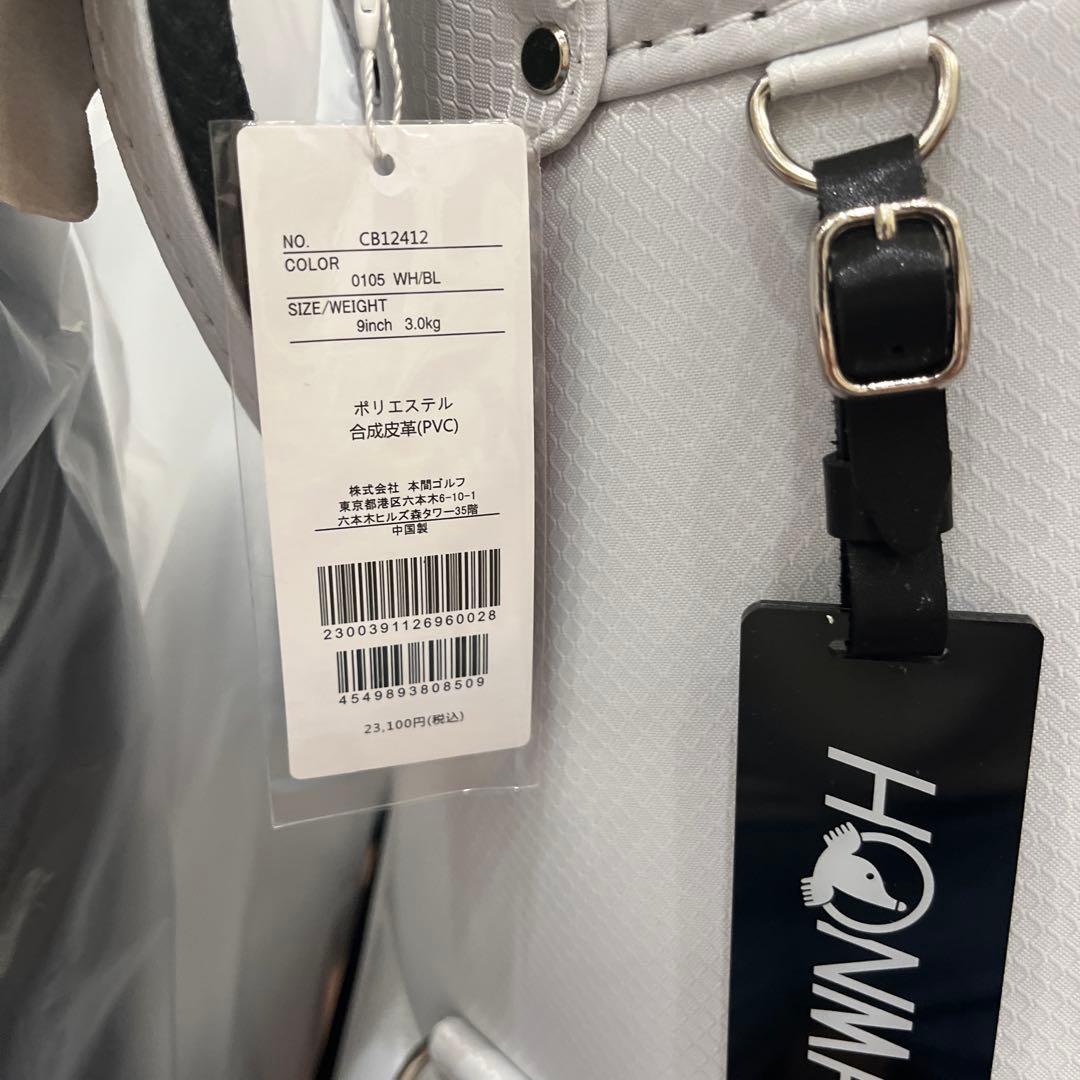 NO. CB12412
COLOR
0105 WH/BL
SIZE/WEIGHT
9inch 3.0kg
ポリエステル
合成皮革(PVC)
株式会社 本間ゴルフ
東京都港区六本木6-10-1
六本木ヒルズ森タワー35階
中国製
2300391126960028
4549893808509
23,100円(税込)
HONMA